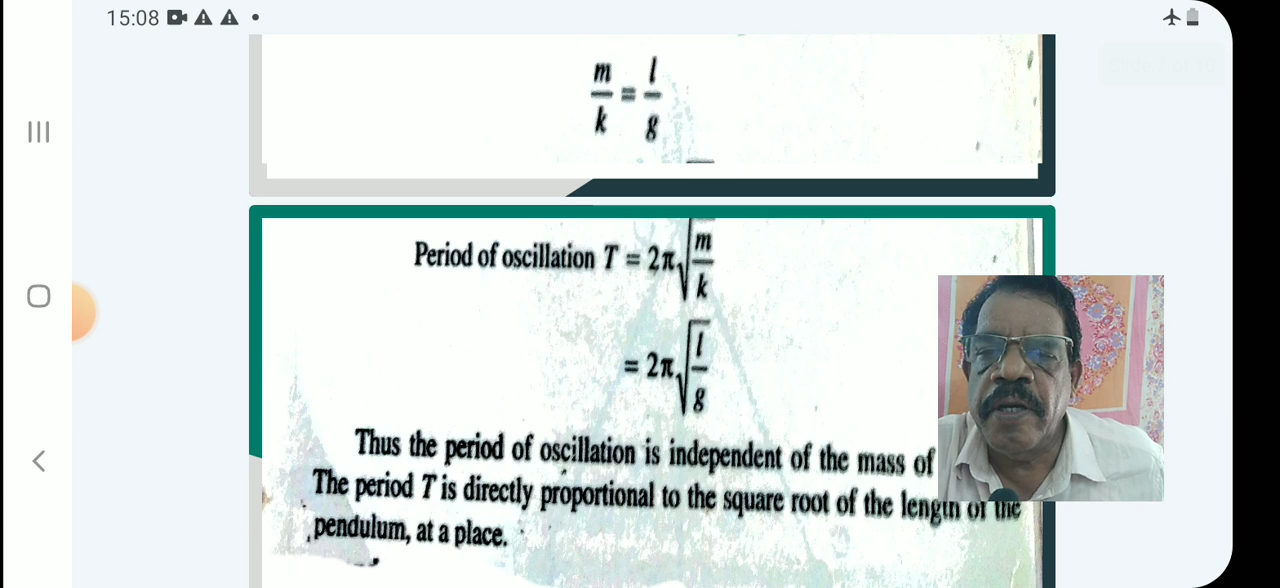 15:08
m/k = l/g
Period of oscillation T = 2π√(m/k)
= 2π√(l/g)
Thus the period of oscillation is independent of the mass of
The period T is directly proportional to the square root of the length of the
pendulum, at a place.